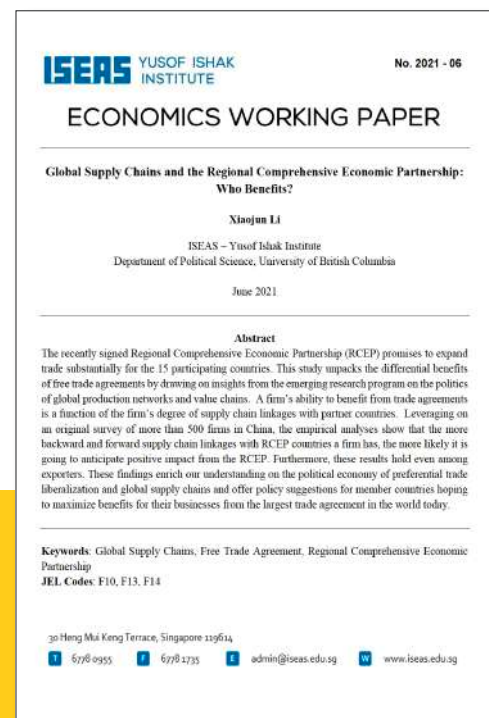 ISEAS YUSOF ISHAK
INSTITUTE
No. 2021 - 06
ECONOMICS WORKING PAPER
Global Supply Chains and the Regional Comprehensive Economic Partnership:
Who Benefits?
Xiaojun Li
ISEAS – Yusof Ishak Institute
Department of Political Science, University of British Columbia
June 2021
Abstract
The recently signed Regional Comprehensive Economic Partnership (RCEP) promises to expand
trade substantially for the 15 participating countries. This study unpacks the differential benefits
of free trade agreements by drawing on insights from the emerging research program on the politics
of global production networks and value chains. A firm's ability to benefit from trade agreements
is a function of the firm's degree of supply chain linkages with partner countries. Leveraging on
an original survey of more than 500 firms in China, the empirical analyses show that the more
backward and forward supply chain linkages with RCEP countries a firm has, the more likely it is
going to anticipate positive impact from the RCEP. Furthermore, these results hold even among
exporters. These findings enrich our understanding on the political economy of preferential trade
liberalization and global supply chains and offer policy suggestions for member countries hoping
to maximize benefits for their businesses from the largest trade agreement in the world today.
Keywords: Global Supply Chains, Free Trade Agreement, Regional Comprehensive Economic
Partnership
JEL Codes: F10, F13, F14
30 Heng Mui Keng Terrace, Singapore 119614
T 6778 0955 F 6778 1735 E admin@iseas.edu.sg W www.iseas.edu.sg